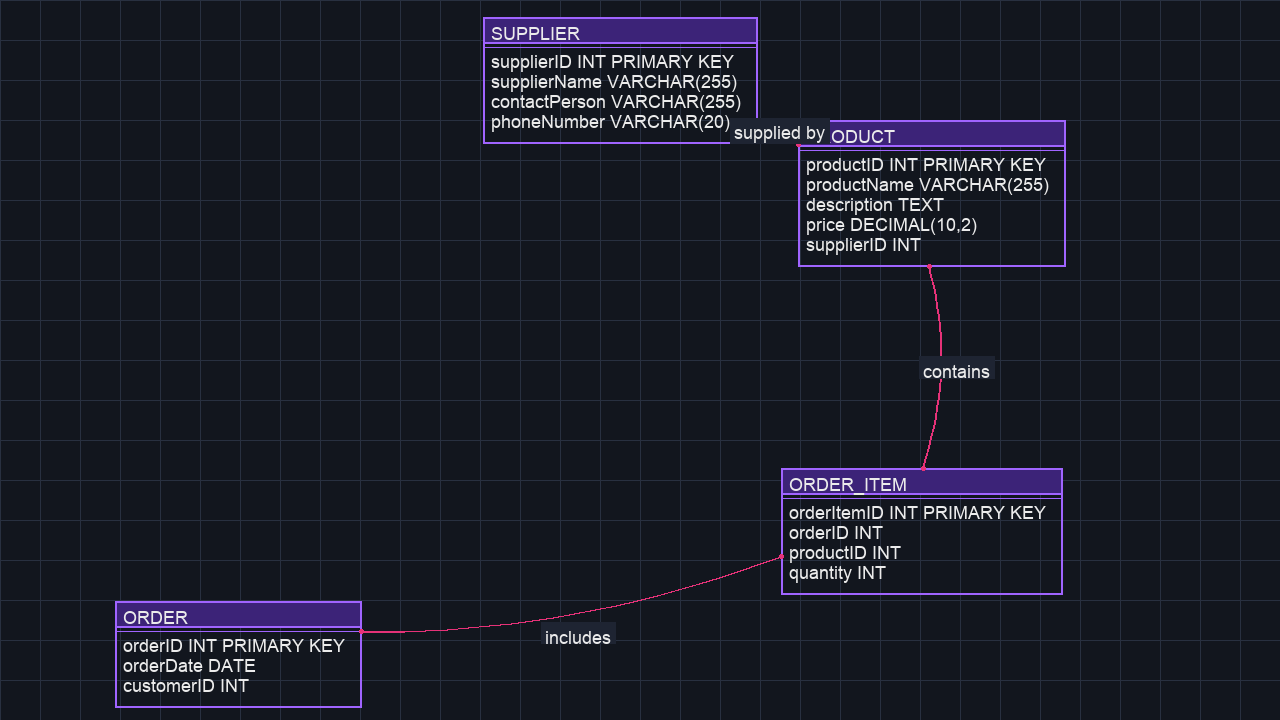 SUPPLIER
supplierID INT PRIMARY KEY
supplierName VARCHAR(255)
contactPerson VARCHAR(255)
phoneNumber VARCHAR(20)
supplied by
ODUCT
productID INT PRIMARY KEY
productName VARCHAR(255)
description TEXT
price DECIMAL(10,2)
supplierID INT
contains
ORDER_ITEM
orderItemID INT PRIMARY KEY
orderID INT
productID INT
quantity INT
includes
ORDER
orderID INT PRIMARY KEY
orderDate DATE
customerID INT